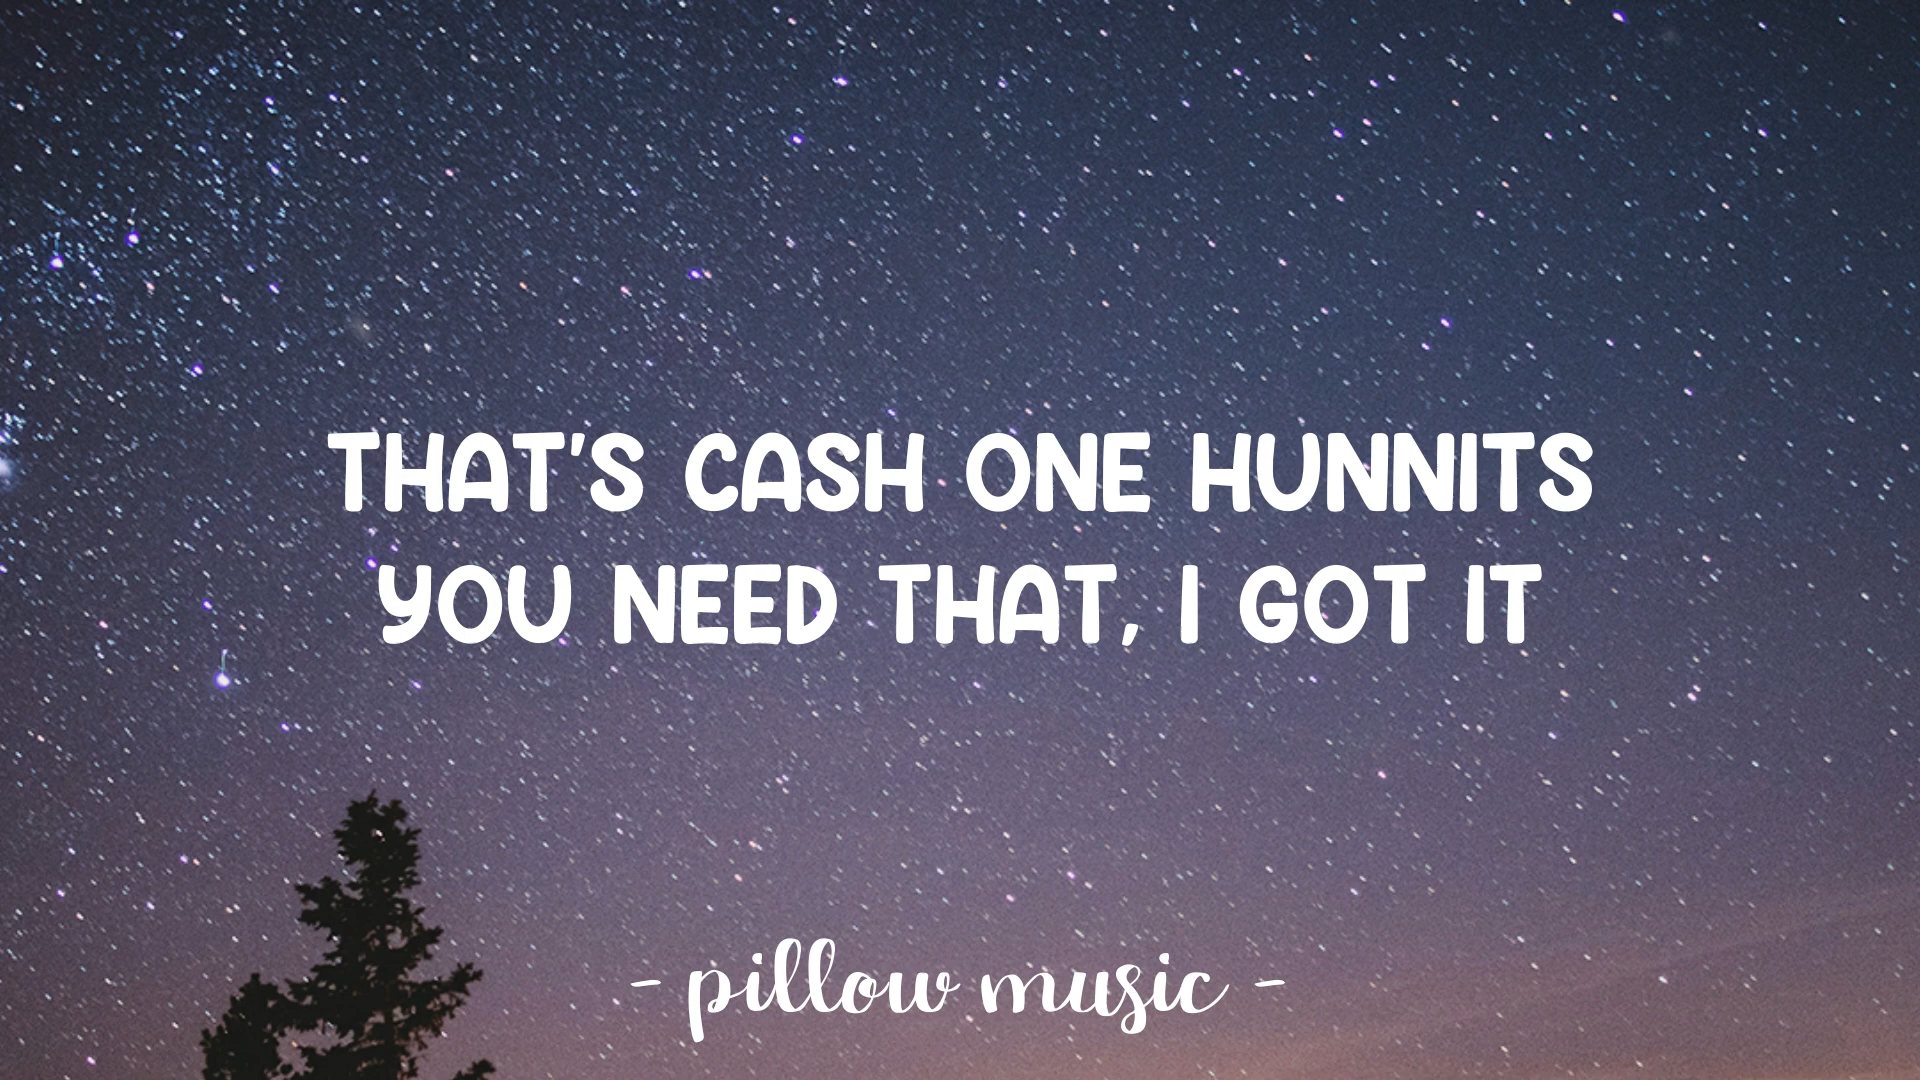 THAT'S CASH ONE HUNNITS
YOU NEED THAT, I GOT IT
- pillow music -